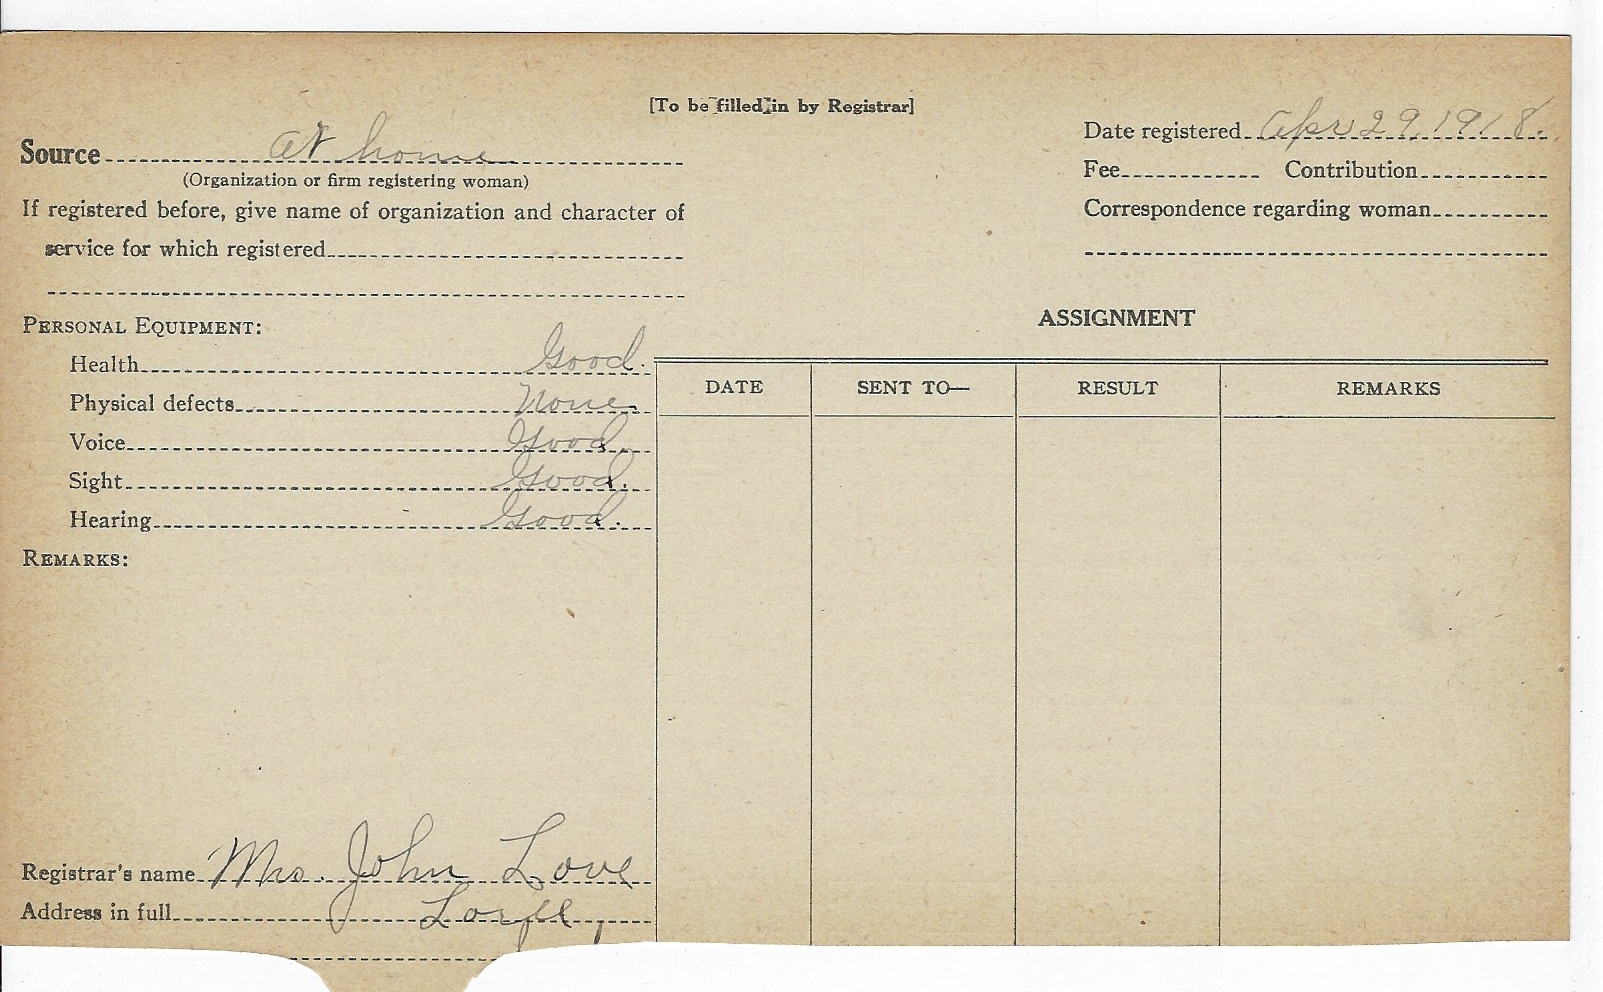 [To be filled in by Registrar]
Source at home
(Organization or firm registering woman)
If registered before, give name of organization and character of
service for which registered
Date registered Apr 29, 1918.
Fee Contribution
Correspondence regarding woman
PERSONAL EQUIPMENT:
Health Good.
Physical defects None
Voice Good
Sight Good.
Hearing Good.
REMARKS:
ASSIGNMENT
DATE SENT TO— RESULT REMARKS
Registrar's name Mrs. John Love
Address in full